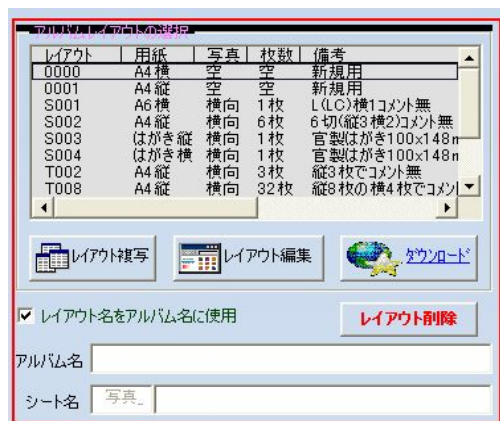 アルバムレイアウトの選択
レイアウト 用紙 写真 枚数 備考
0000 A4横 空 空 新規用
0001 A4縦 空 空 新規用
S001 A6横 横向 1枚 L(LC)横1コメント無
S002 A4縦 横向 6枚 6切(縦3横2)コメント無
S003 はがき縦 横向 1枚 官製はがき100x148m
S004 はがき横 横向 1枚 官製はがき100x148m
T002 A4縦 横向 3枚 縦3枚でコメント無
T008 A4縦 横向 32枚 縦8枚の横4枚でコメン
レイアウト複写 レイアウト編集 ダウンロード
レイアウト名をアルバム名に使用 レイアウト削除
アルバム名
シート名 写真_